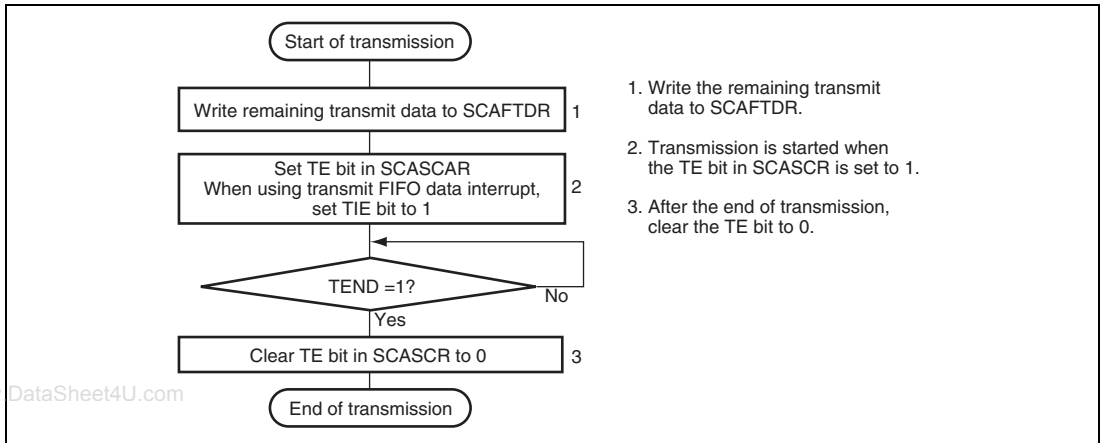 Start of transmission
Write remaining transmit data to SCAFTDR 1
Set TE bit in SCASCAR
When using transmit FIFO data interrupt,
set TIE bit to 1
2
TEND =1?
No
Yes
Clear TE bit in SCASCR to 0 3
End of transmission
1. Write the remaining transmit
data to SCAFTDR.
2. Transmission is started when
the TE bit in SCASCR is set to 1.
3. After the end of transmission,
clear the TE bit to 0.
DataSheet4U.com